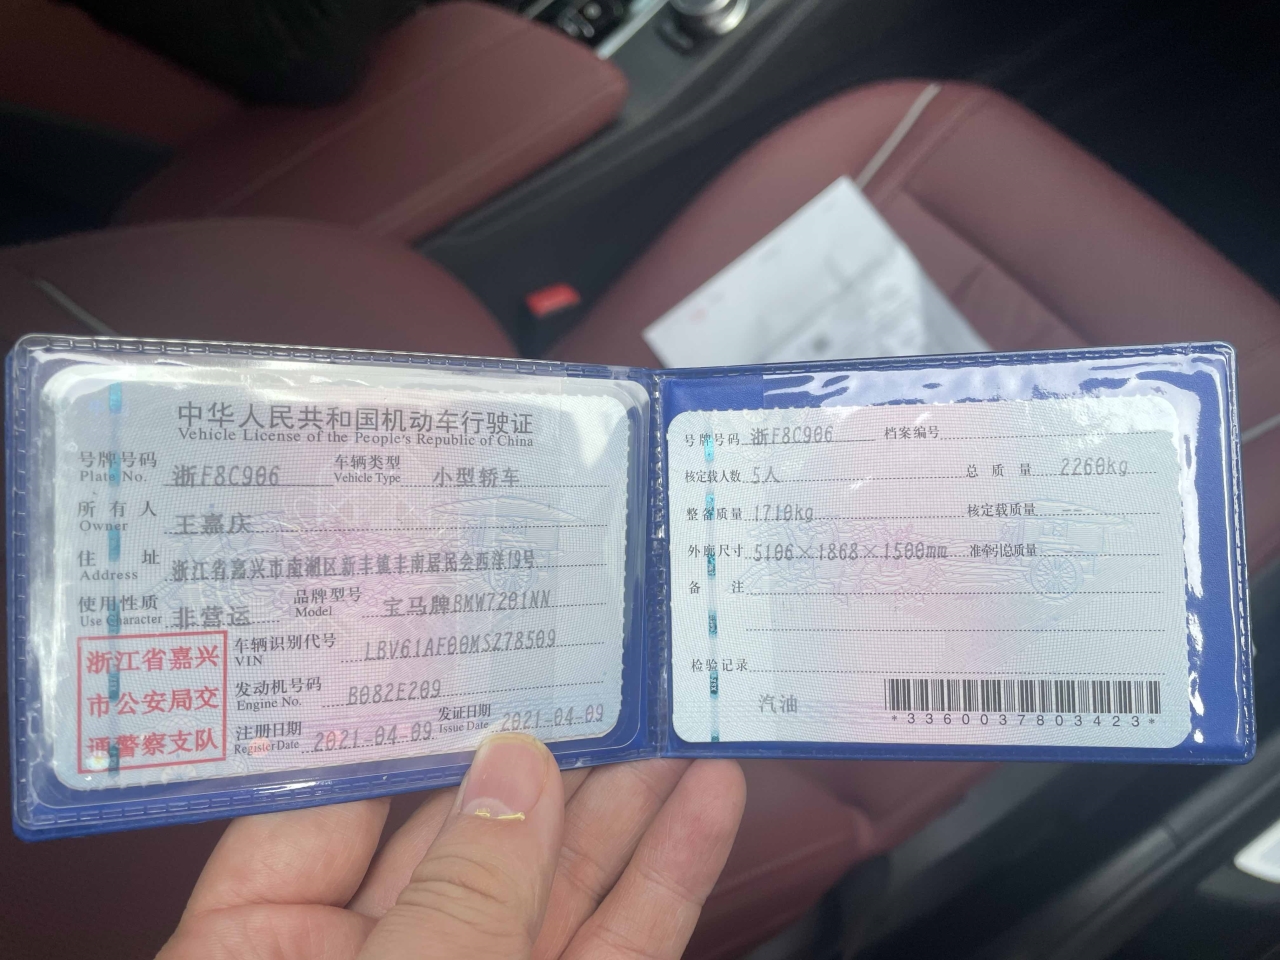 中华人民共和国机动车行驶证
Vehicle License of the People's Republic of China
号牌号码 浙F8C906 车辆类型 小型轿车
Plate No. Vehicle Type
所有人 王嘉庆
Owner
住址 浙江省嘉兴市南湖区新丰镇丰南居民会西洋19号
Address
使用性质 非营运 品牌型号 宝马牌BMW7201NN
Use Character Model
浙江省嘉兴
市公安局交
通警察支队
车辆识别代号 LBV61AF00MS278509
VIN
发动机号码 B082E209
Engine No.
注册日期 2021-04-09 发证日期 2021-04-09
Register Date Issue Date
号牌号码 浙F8C906 档案编号
核定载人数 5人 总质量 2260kg
整备质量 1710kg 核定载质量 --
外廓尺寸 5106×1868×1500mm 准牵引总质量 --
备注
检验记录
汽油
*3360037803423*